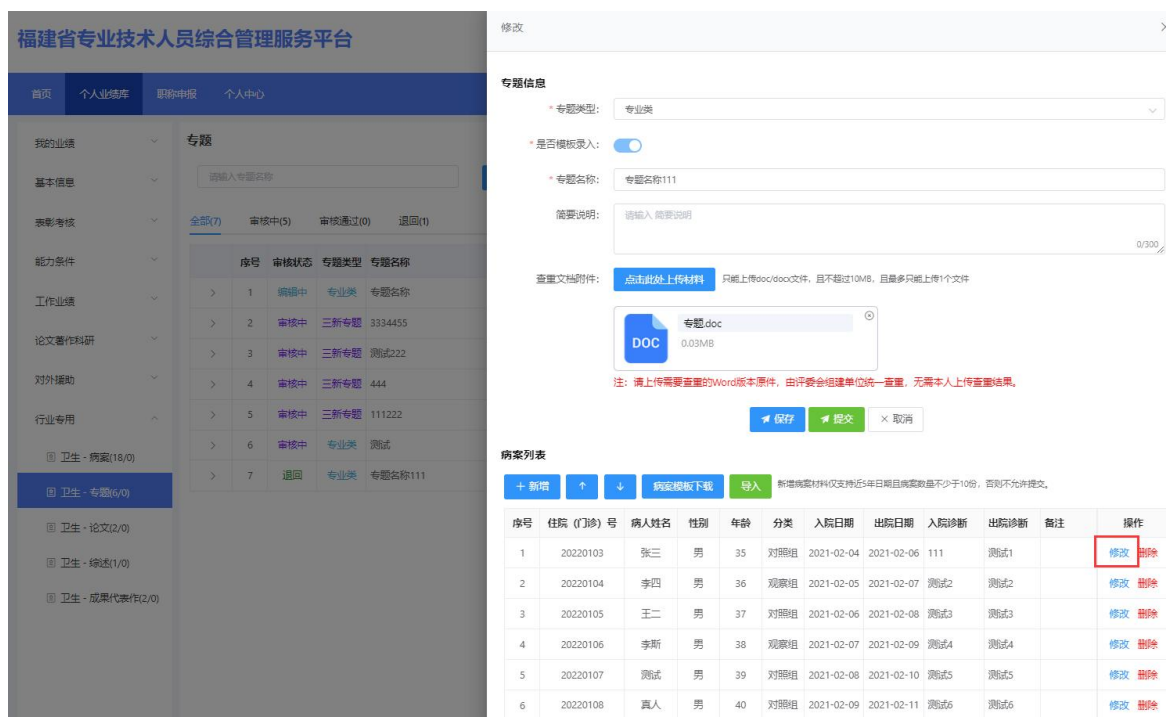 福建省专业技术人员综合管理服务平台
首页 个人业绩库 职称申报 个人中心
我的业绩
基本信息
表彰考核
能力条件
工作业绩
论文著作科研
对外援助
行业专用
卫生 - 病案(18/0)
卫生 - 专题(6/0)
卫生 - 论文(2/0)
卫生 - 综述(1/0)
卫生 - 成果代表作(2/0)
专题
请输入专题名称
全部(7) 审核中(5) 审核通过(0) 退回(1)
序号 审核状态 专题类型 专题名称
1 编辑中 专业类 专题名称
2 审核中 三新专题 3334455
3 审核中 三新专题 测试222
4 审核中 三新专题 444
5 审核中 三新专题 111222
6 审核中 专业类 测试
7 退回 专业类 专题名称111
修改
专题信息
* 专题类型: 专业类
* 是否模板录入:
* 专题名称: 专题名称111
简要说明: 请输入 简要说明
0/300
查重文档附件: 点击此处上传材料 只能上传doc/docx文件，且不超过10MB，且最多只能上传1个文件
DOC
专题.doc
0.03MB
注：请上传需要查重的Word版本原件，由评委会组建单位统一查重，无需本人上传查重结果。
保存 提交 × 取消
病案列表
+ 新增 ↑ ↓ 病案模板下载 导入 新增病案材料仅支持近5年日期且病案数量不少于10份，否则不允许提交。
序号 住院（门诊）号 病人姓名 性别 年龄 分类 入院日期 出院日期 入院诊断 出院诊断 备注 操作
1 20220103 张三 男 35 对照组 2021-02-04 2021-02-06 111 测试1 修改 删除
2 20220104 李四 男 36 观察组 2021-02-05 2021-02-07 测试2 测试2 修改 删除
3 20220105 王二 男 37 对照组 2021-02-06 2021-02-08 测试3 测试3 修改 删除
4 20220106 李斯 男 38 观察组 2021-02-07 2021-02-09 测试4 测试4 修改 删除
5 20220107 测试 男 39 对照组 2021-02-08 2021-02-10 测试5 测试5 修改 删除
6 20220108 真人 男 40 对照组 2021-02-09 2021-02-11 测试6 测试6 修改 删除